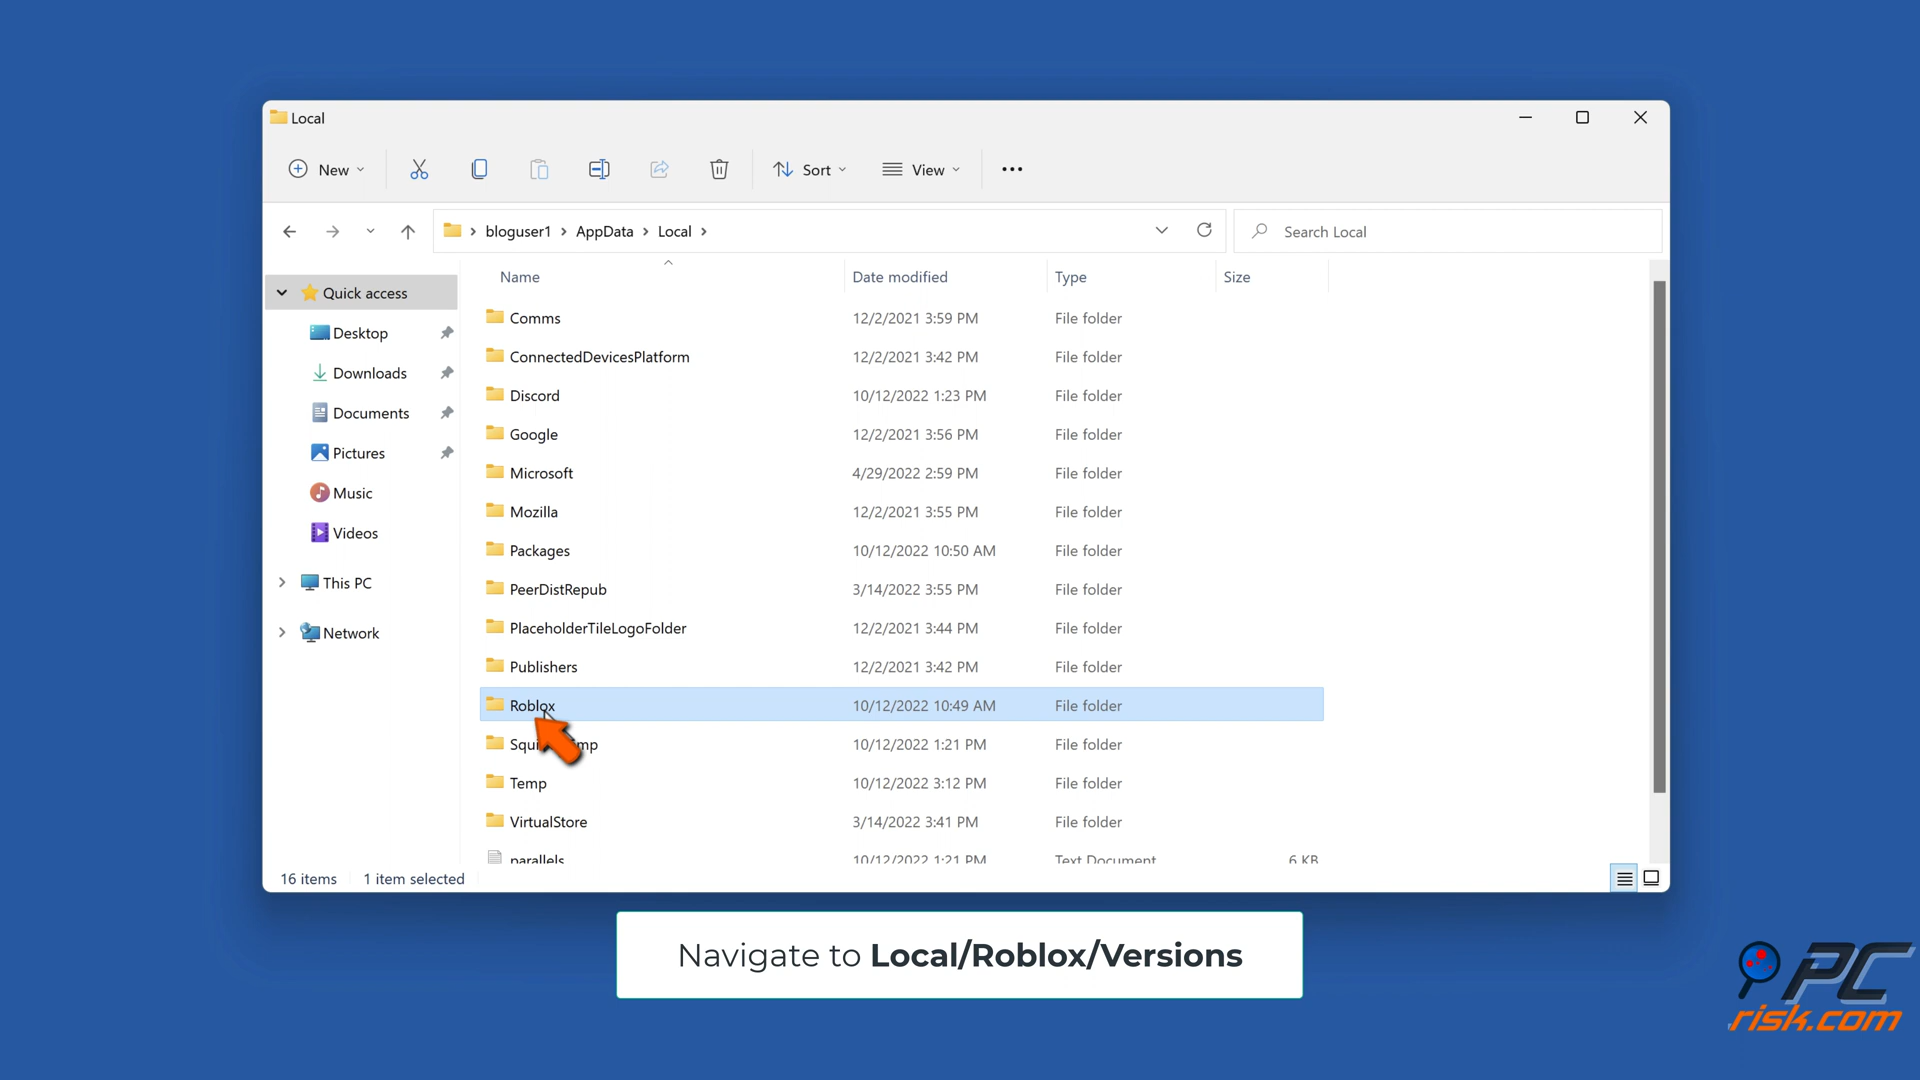 Local
New
Sort
View
bloguser1 > AppData > Local >
Search Local
Name Date modified Type Size
Quick access
Desktop
Downloads
Documents
Pictures
Music
Videos
This PC
Network
Comms 12/2/2021 3:59 PM File folder
ConnectedDevicesPlatform 12/2/2021 3:42 PM File folder
Discord 10/12/2022 1:23 PM File folder
Google 12/2/2021 3:56 PM File folder
Microsoft 4/29/2022 2:59 PM File folder
Mozilla 12/2/2021 3:55 PM File folder
Packages 10/12/2022 10:50 AM File folder
PeerDistRepub 3/14/2022 3:55 PM File folder
PlaceholderTileLogoFolder 12/2/2021 3:44 PM File folder
Publishers 12/2/2021 3:42 PM File folder
Roblox 10/12/2022 10:49 AM File folder
10/12/2022 1:21 PM File folder
Temp 10/12/2022 3:12 PM File folder
VirtualStore 3/14/2022 3:41 PM File folder
parallels 10/12/2022 1:21 PM Text Document 6 KB
16 items 1 item selected
Navigate to Local/Roblox/Versions
PC
risk.com